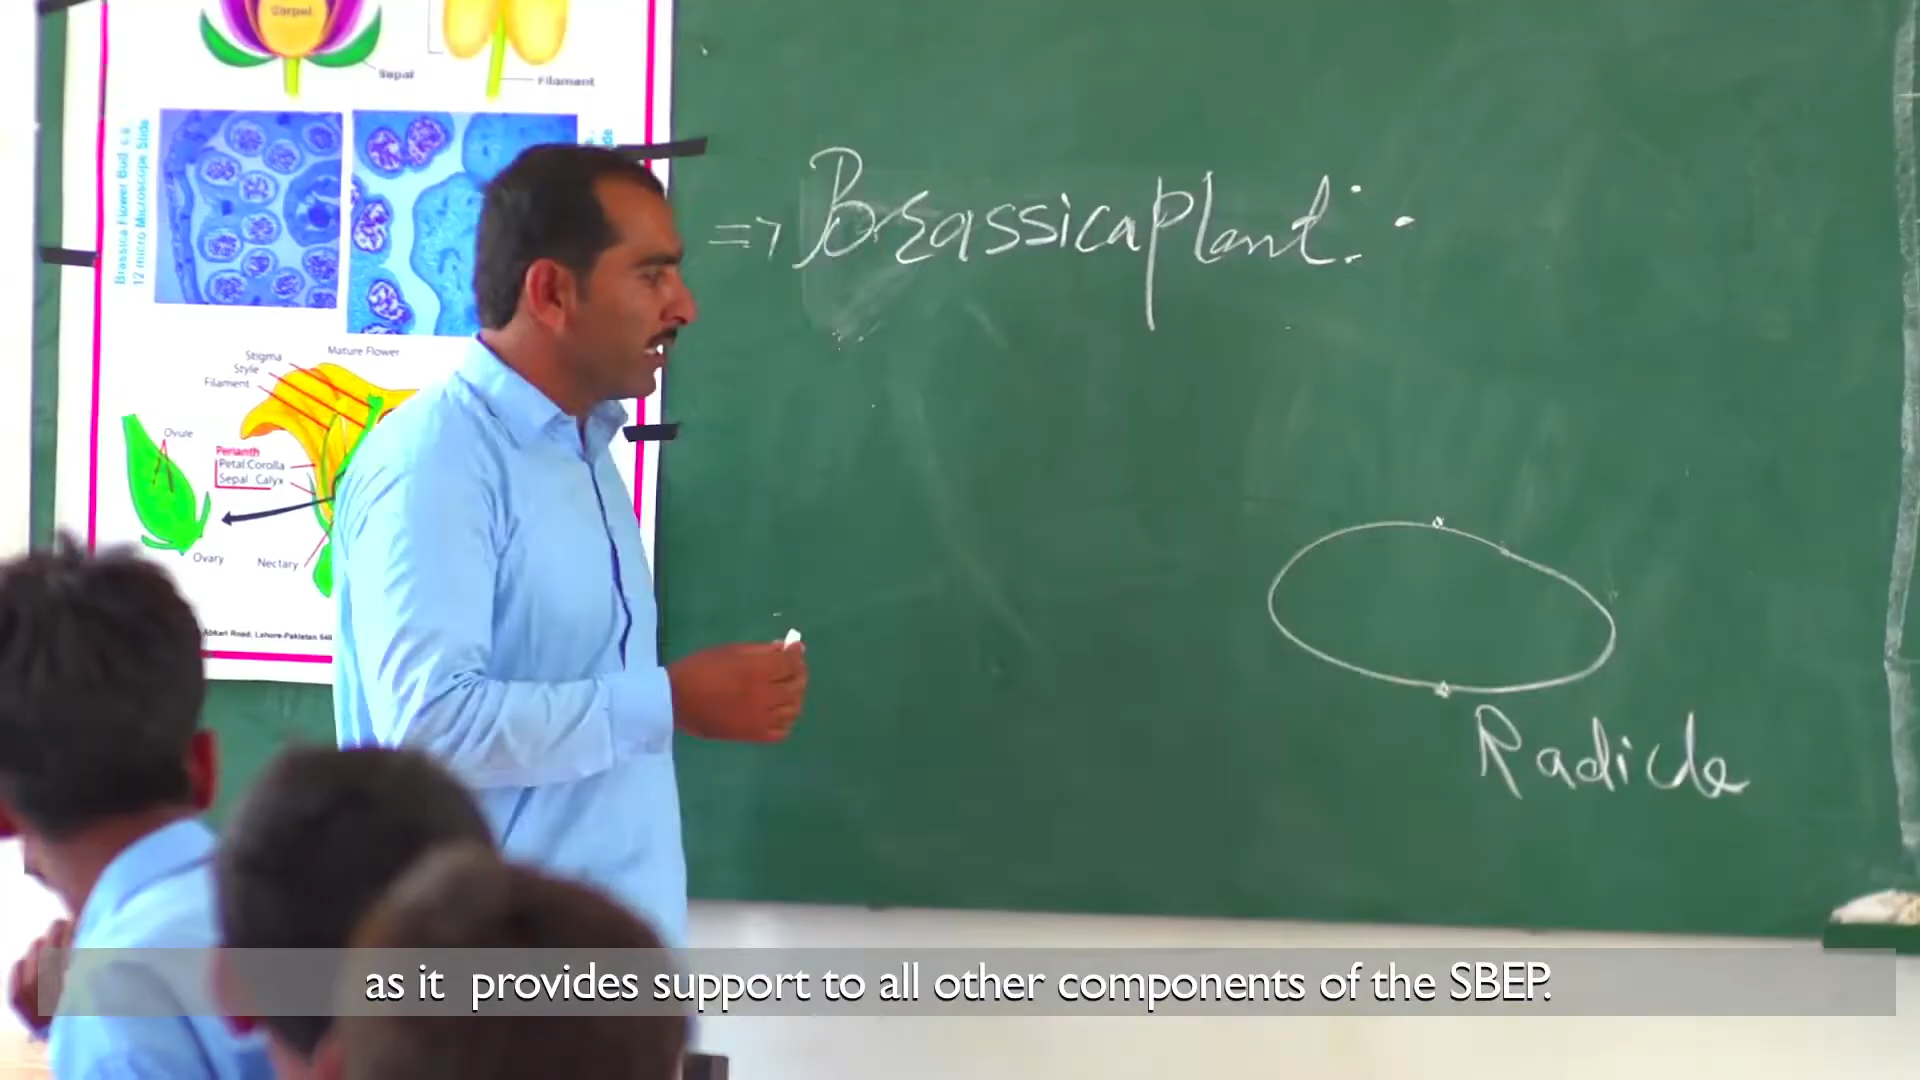 Carpel
Sepal
Filament
Brassica Flower Bud. c.s.
12 micro Microscope Slide
Stigma
Style
Filament
Mature Flower
Ovule
Perianth
Petal:Corolla
Sepal Calyx
Ovary
Nectary
Abkari Road, Lahore-Pakistan
=> Brassica Plant :
Radicle
as it provides support to all other components of the SBEP.